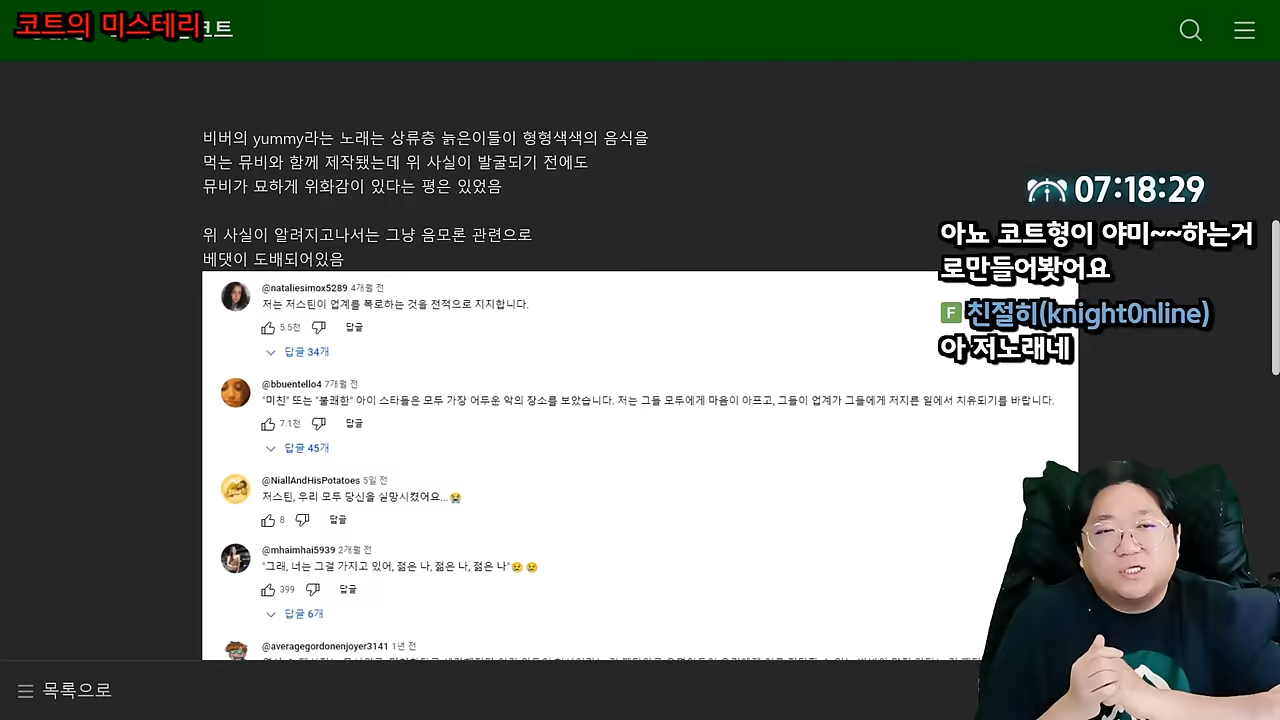 코트의 미스테리
코트
비버의 yummy라는 노래는 상류층 늙은이들이 형형색색의 음식을
먹는 뮤비와 함께 제작됐는데 위 사실이 발굴되기 전에도
뮤비가 묘하게 위화감이 있다는 평은 있었음
위 사실이 알려지고나서는 그냥 음모론 관련으로
베댓이 도배되어있음
@nataliesimox5289 4개월 전
저는 저스틴이 업계를 폭로하는 것을 전적으로 지지합니다.
5.5천 답글
답글 34개
@bbuentello4 7개월 전
"미친" 또는 "불쾌한" 아이 스타들은 모두 가장 어두운 악의 장소를 보았습니다. 저는 그들 모두에게 마음이 아프고, 그들이 업계가 그들에게 저지른 일에서 치유되기를 바랍니다.
7.1천 답글
답글 45개
@NiallAndHisPotatoes 5일 전
저스틴, 우리 모두 당신을 실망시켰어요...😭
8 답글
@mhaimhai5939 2개월 전
"그래, 너는 그걸 가지고 있어, 젊은 나, 젊은 나, 젊은 나"😢 😢
399 답글
답글 6개
@averagegordonenjoyer3141 1년 전
목록으로
07:18:29
아뇨 코트형이 야미~~하는거
로만들어봣어요
F 친절히(knight0nline)
아 저노래네